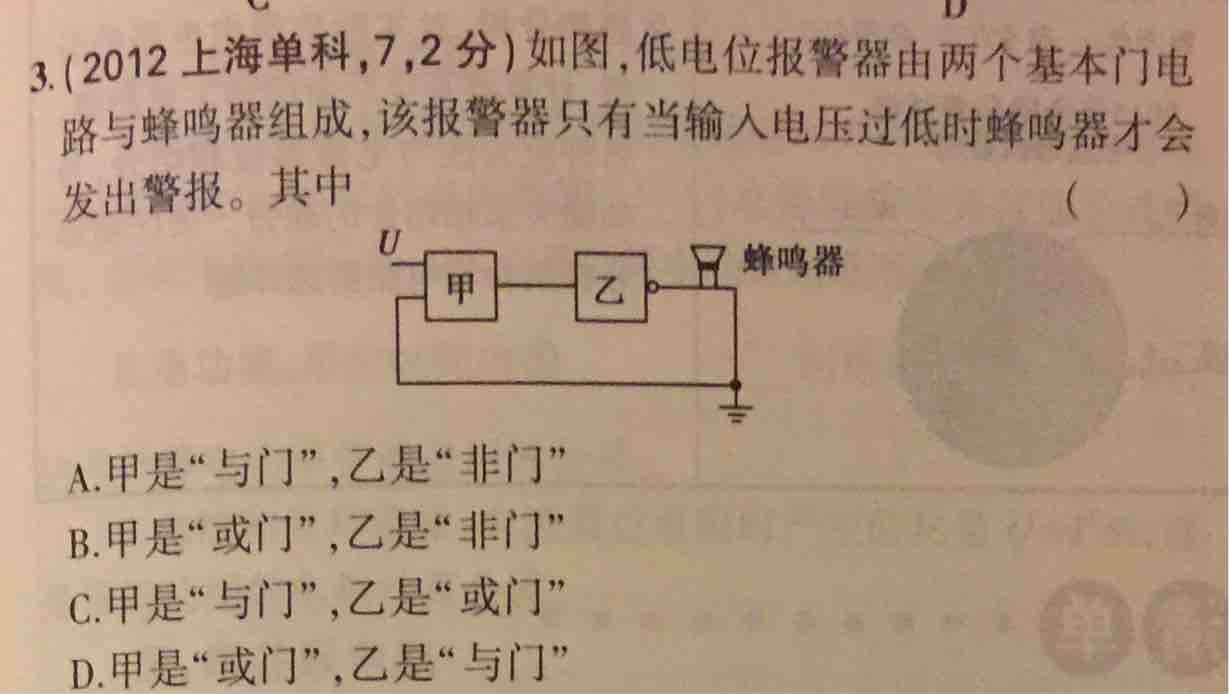 C D
3.(2012上海单科,7,2分)如图,低电位报警器由两个基本门电
路与蜂鸣器组成,该报警器只有当输入电压过低时蜂鸣器才会
发出警报。其中 ( )
U
甲 乙 蜂鸣器
A.甲是“与门”,乙是“非门”
B.甲是“或门”,乙是“非门”
C.甲是“与门”,乙是“或门”
D.甲是“或门”,乙是“与门”